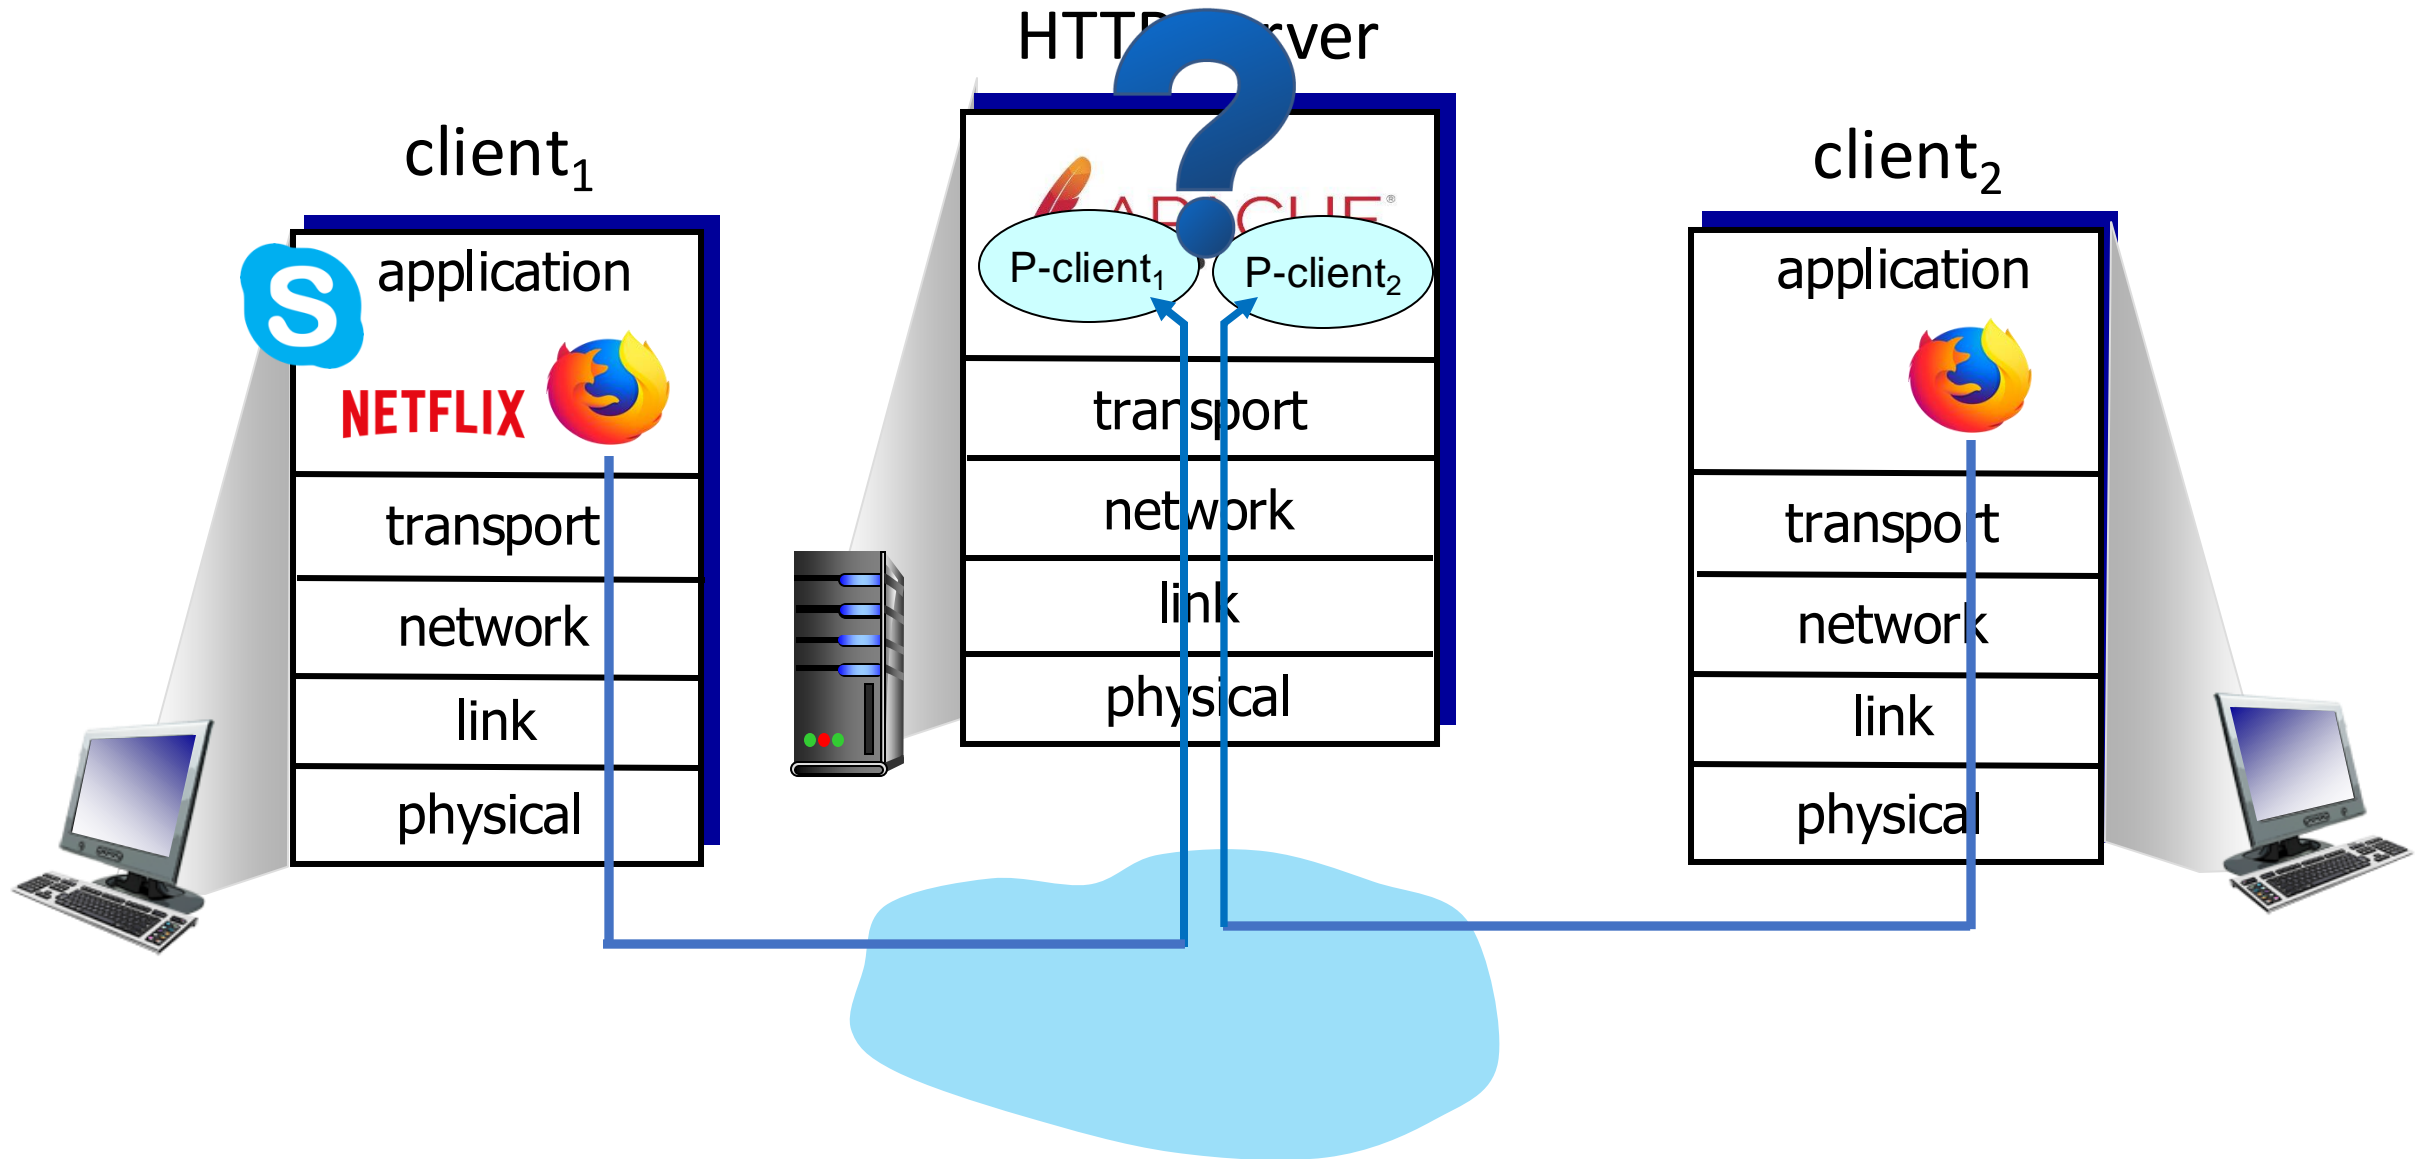 client1
application
NETFLIX
transport
network
link
physical
P-client1
P-client2
transport
network
link
physical
client2
application
transport
network
link
physical